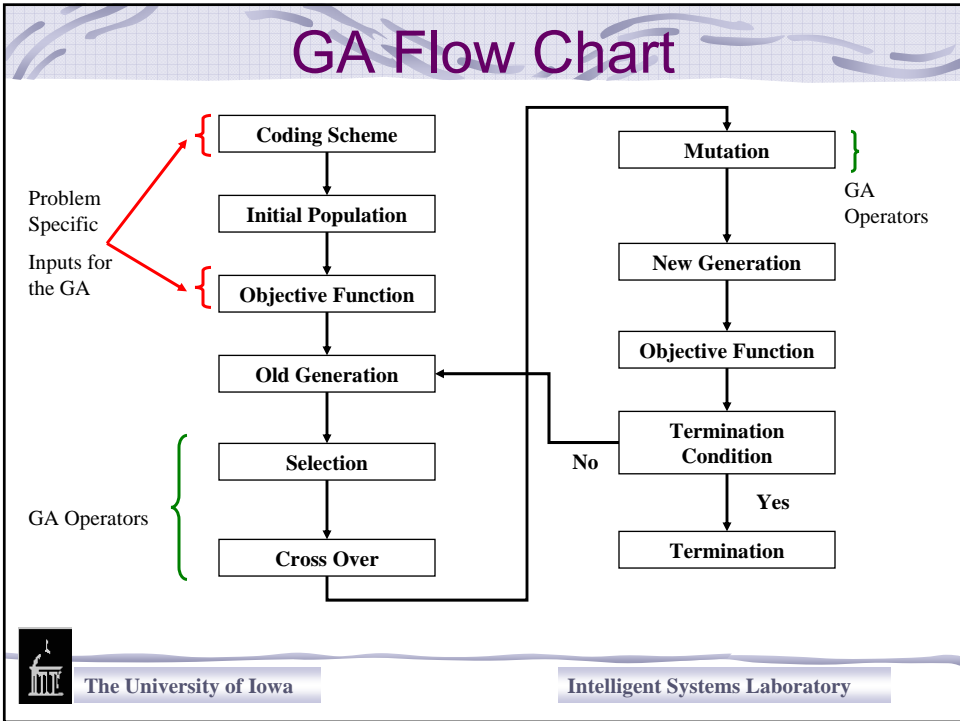 GA Flow Chart
Coding Scheme
Problem
Specific
Inputs for
the GA
Initial Population
Objective Function
Old Generation
Selection
GA Operators
Cross Over
Mutation
GA
Operators
New Generation
Objective Function
Termination
Condition
No
Yes
Termination
The University of Iowa
Intelligent Systems Laboratory